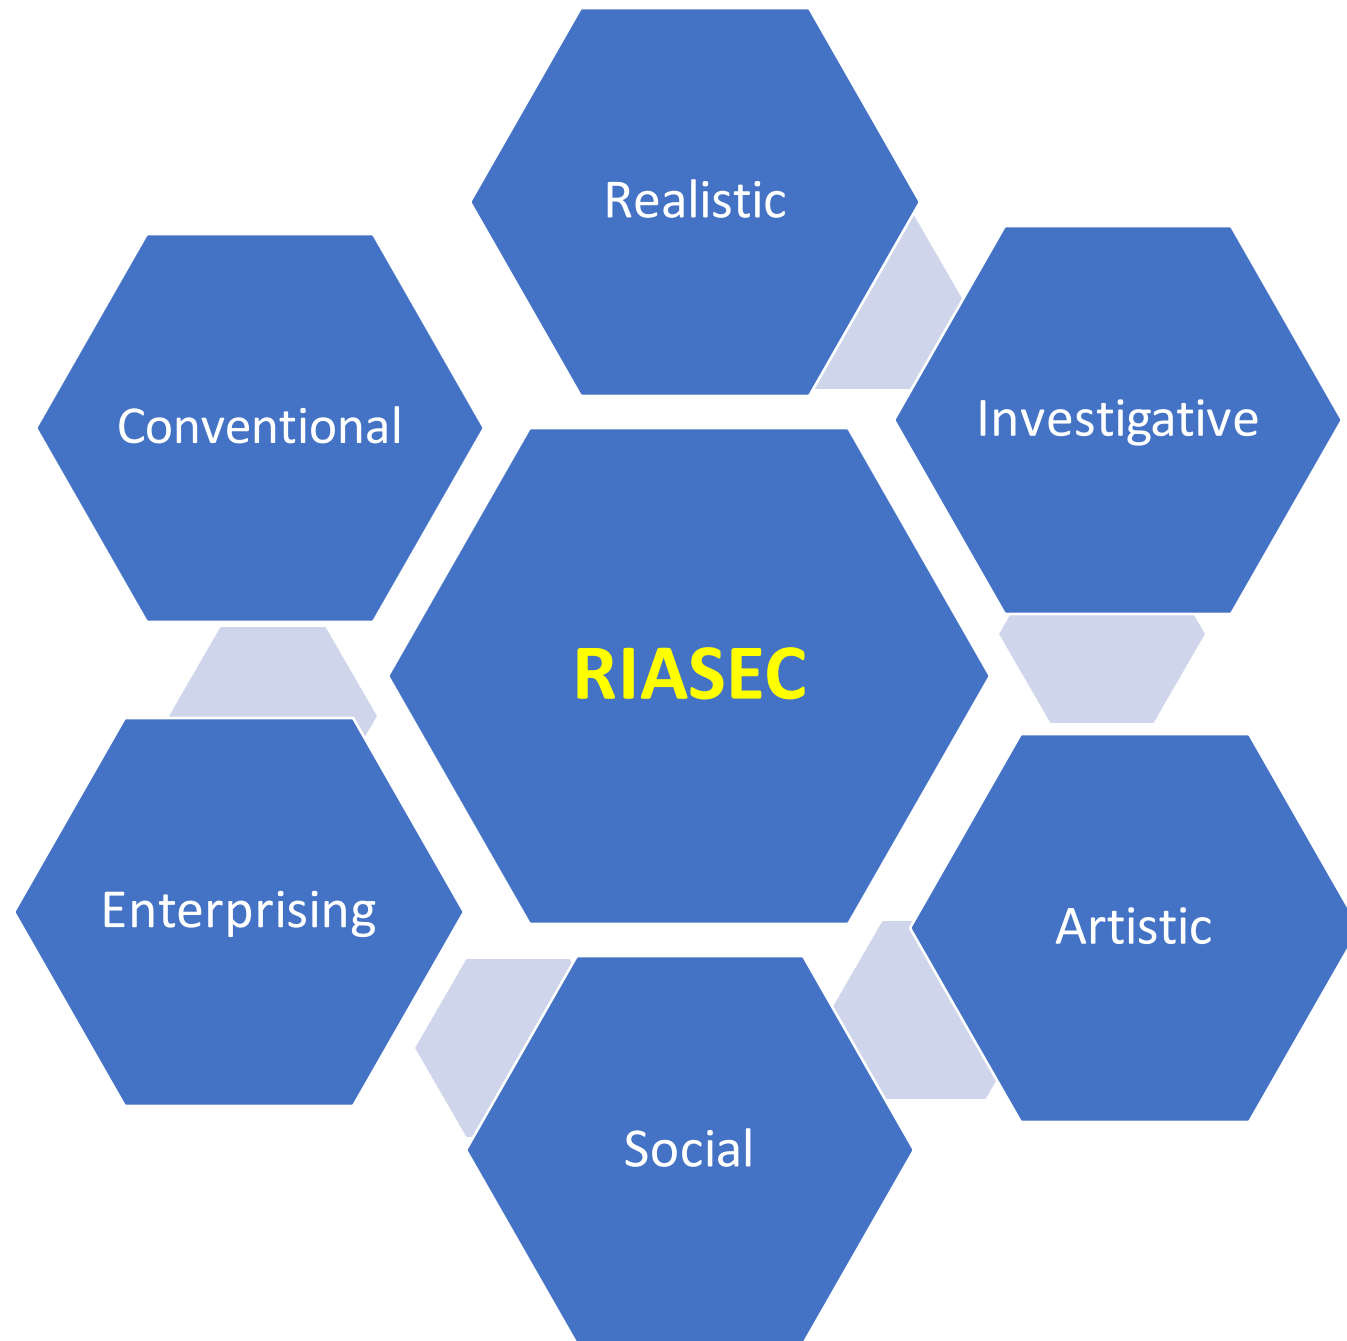 Realistic
Investigative
Conventional
RIASEC
Enterprising
Artistic
Social